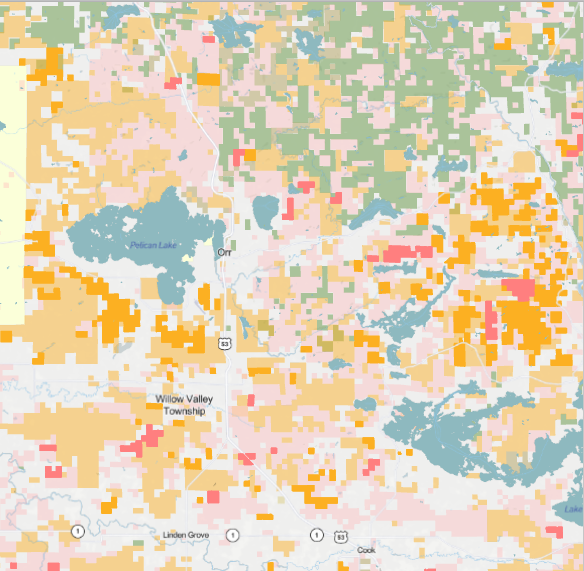 Pelican Lake
Orr
53
Willow Valley
Township
1
Linden Grove
1
1
53
Cook
Lake